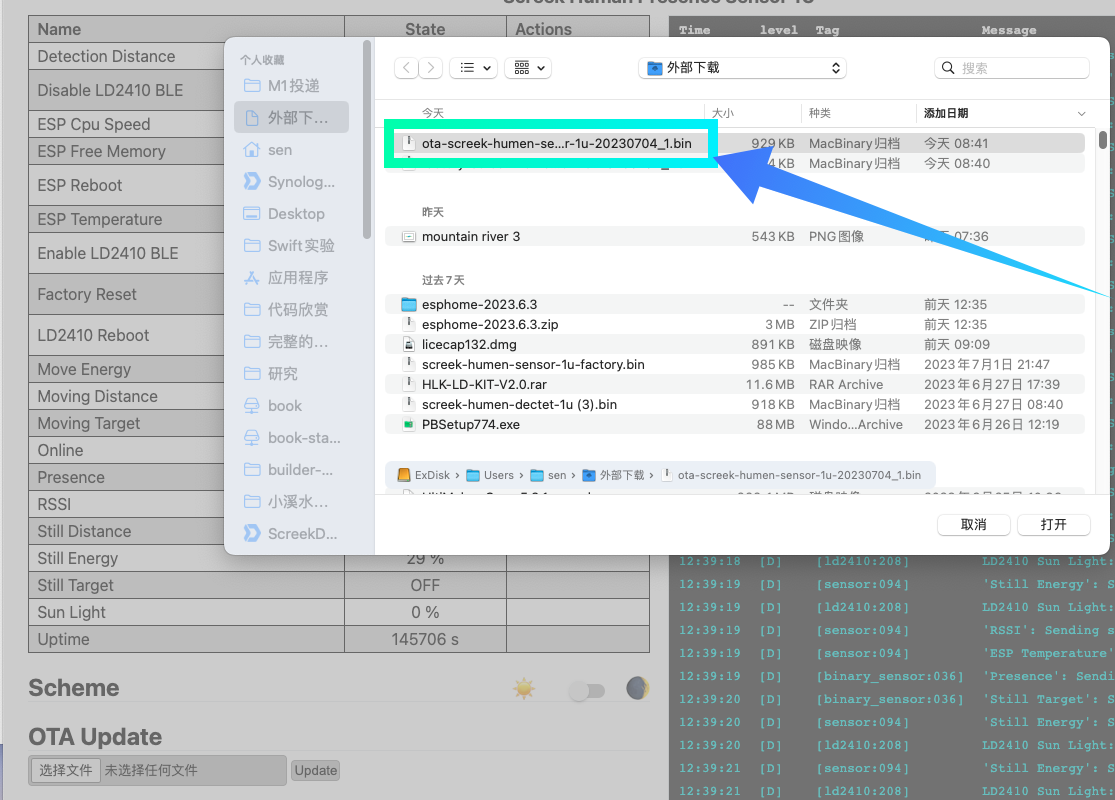 Name State Actions
Detection Distance
Disable LD2410 BLE
ESP Cpu Speed
ESP Free Memory
ESP Reboot
ESP Temperature
Enable LD2410 BLE
Factory Reset
LD2410 Reboot
Move Energy
Moving Distance
Moving Target
Online
Presence
RSSI
Still Distance
Still Energy 29 %
Still Target OFF
Sun Light 0 %
Uptime 145706 s
Scheme
OTA Update
选择文件 未选择任何文件 Update
个人收藏
M1投递
外部下…
sen
Synolog...
Desktop
Swift实验
应用程序
代码欣赏
完整的…
研究
book
book-sta...
builder-...
小溪水…
ScreekD...
外部下载
搜索
今天 大小 种类 添加日期
ota-screek-humen-se...r-1u-20230704_1.bin 929 KB MacBinary归档 今天 08:41
MacBinary归档 今天 08:40
昨天
mountain river 3 543 KB PNG图像 07:36
过去7天
esphome-2023.6.3 -- 文件夹 前天 12:35
esphome-2023.6.3.zip 3 MB ZIP归档 前天 12:35
licecap132.dmg 891 KB 磁盘映像 前天 09:09
screek-humen-sensor-1u-factory.bin 985 KB MacBinary归档 2023年7月1日 21:47
HLK-LD-KIT-V2.0.rar 11.6 MB RAR Archive 2023年6月27日 17:39
screek-humen-dectet-1u (3).bin 918 KB MacBinary归档 2023年6月27日 08:40
PBSetup774.exe 88 MB Windo...Archive 2023年6月26日 12:19
ExDisk › Users › sen › 外部下载 › ota-screek-humen-sensor-1u-20230704_1.bin
取消 打开
Time level Tag Message
12:39:18 [D] [ld2410:208] LD2410 Sun Light:
12:39:19 [D] [sensor:094] 'Still Energy': S
12:39:19 [D] [ld2410:208] LD2410 Sun Light:
12:39:19 [D] [sensor:094] 'RSSI': Sending s
12:39:19 [D] [sensor:094] 'ESP Temperature'
12:39:19 [D] [binary_sensor:036] 'Presence': Sendi
12:39:20 [D] [binary_sensor:036] 'Still Target': S
12:39:20 [D] [sensor:094] 'Still Energy': S
12:39:20 [D] [ld2410:208] LD2410 Sun Light:
12:39:21 [D] [sensor:094] 'Still Energy': S
12:39:21 [D] [ld2410:208] LD2410 Sun Light: